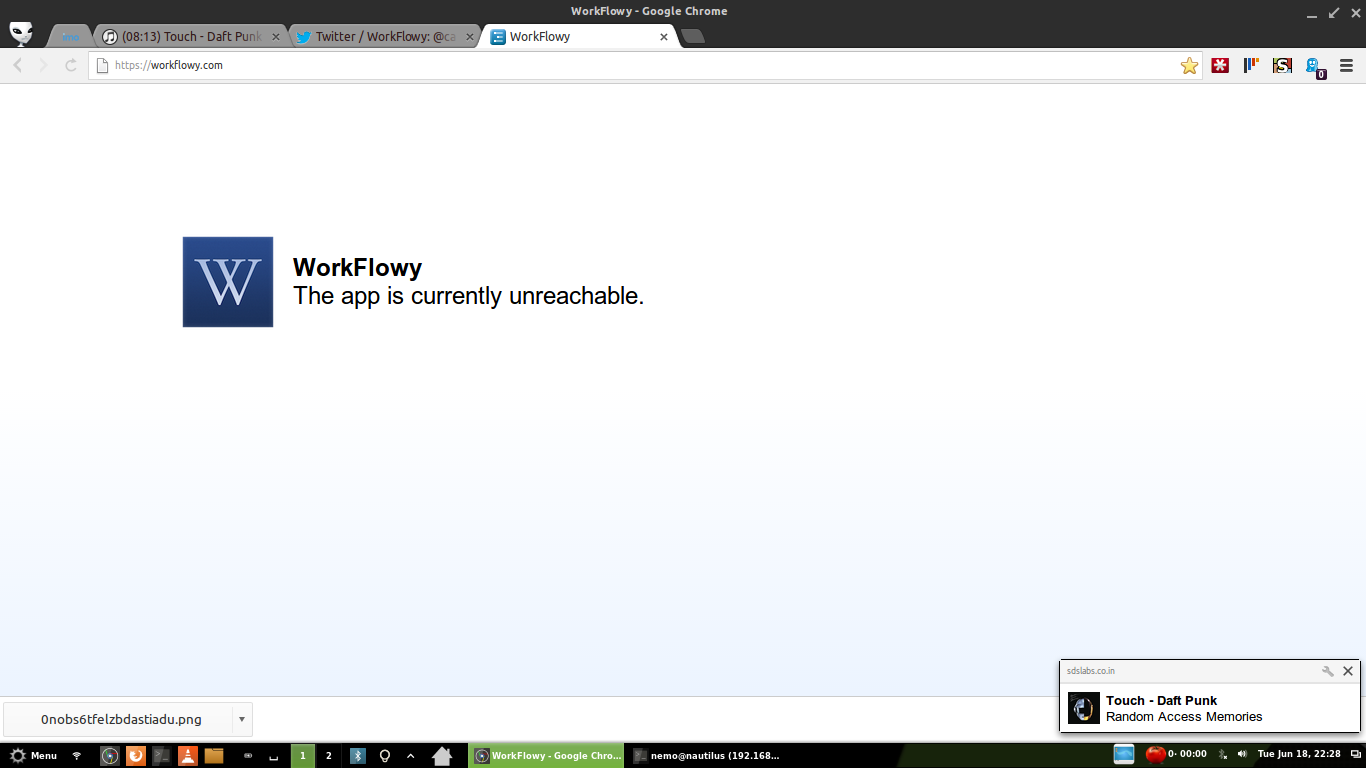 WorkFlowy - Google Chrome
imo
(08:13) Touch - Daft Punk
Twitter / WorkFlowy: @ca
WorkFlowy
https://workflowy.com
S
0
W
WorkFlowy
The app is currently unreachable.
sdslabs.co.in
Touch - Daft Punk
Random Access Memories
0nobs6tfelzbdastiadu.png
Menu
1
2
WorkFlowy - Google Chro...
nemo@nautilus (192.168...
0· 00:00
Tue Jun 18, 22:28